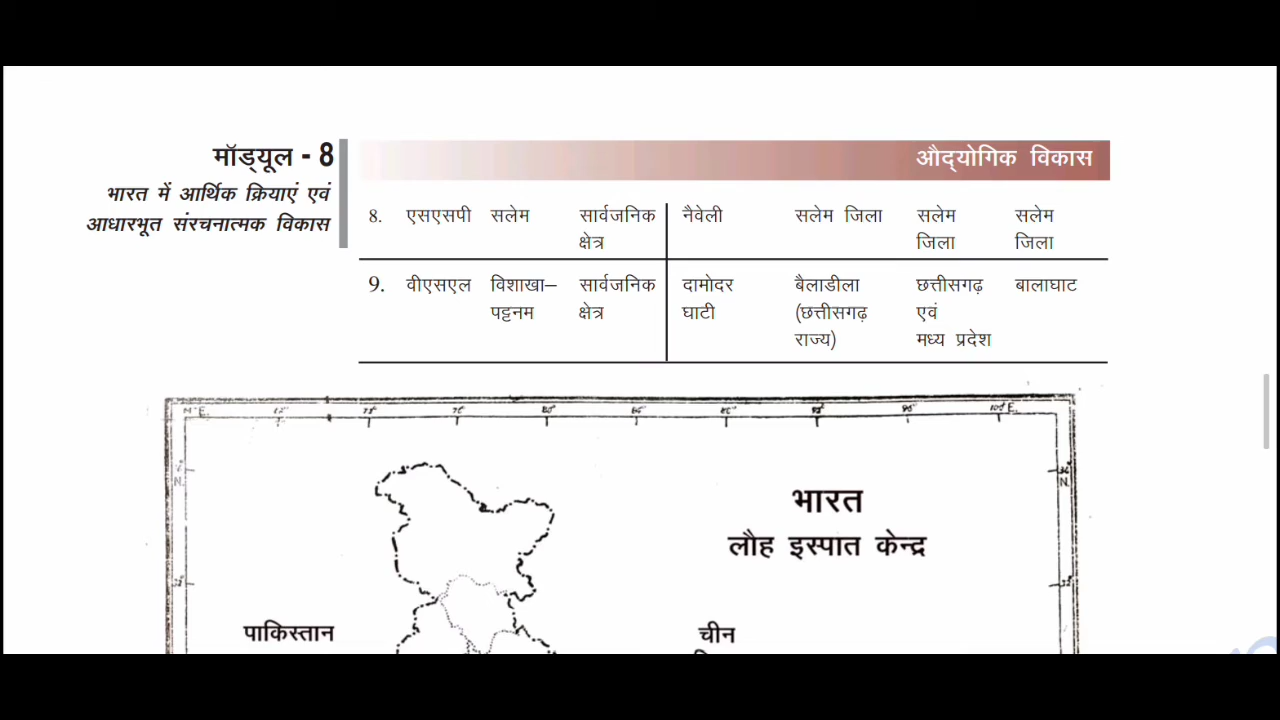 मॉड्यूल - 8
भारत में आर्थिक क्रियाएं एवं
आधारभूत संरचनात्मक विकास
औद्योगिक विकास
8. एसएसपी सलेम सार्वजनिक नैवेली सलेम जिला सलेम सलेम
क्षेत्र जिला जिला
9. वीएसएल विशाखा– सार्वजनिक दामोदर बैलाडीला छत्तीसगढ़ बालाघाट
पट्टनम क्षेत्र घाटी (छत्तीसगढ़ एवं
राज्य) मध्य प्रदेश
भारत
लौह इस्पात केन्द्र
पाकिस्तान चीन